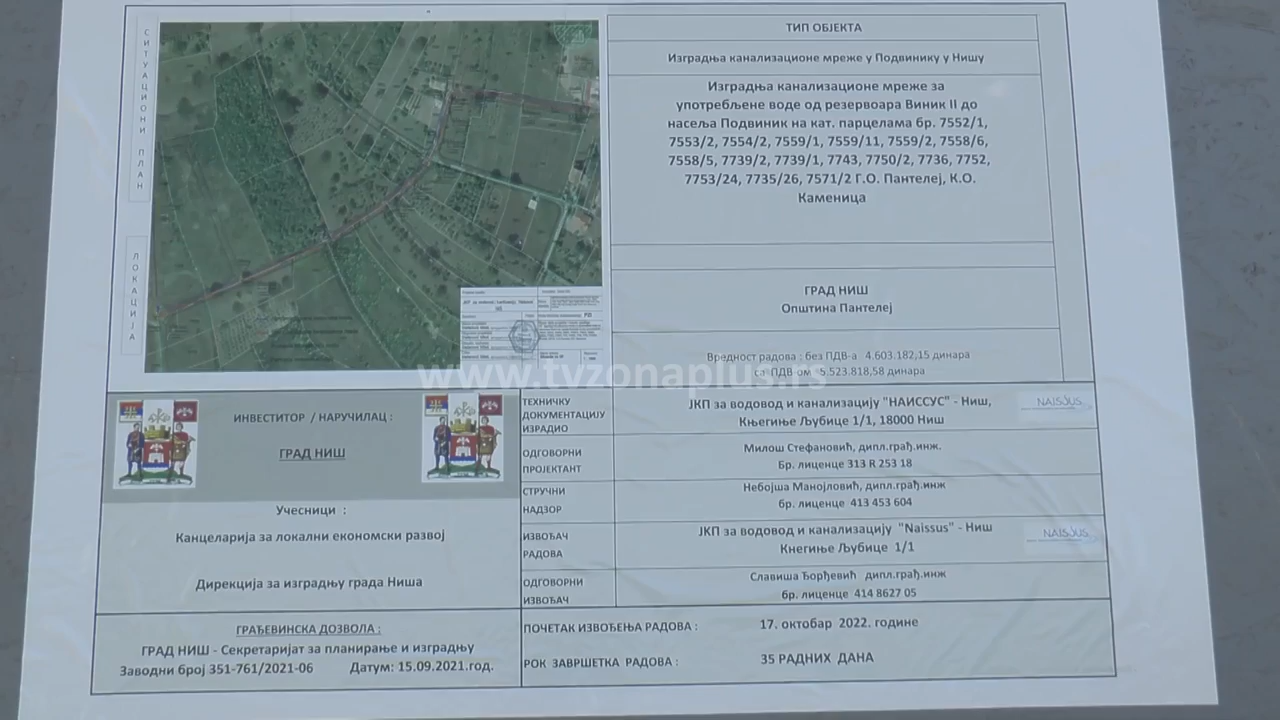 СИТУАЦИОНИ ПЛАН
ЛОКАЦИЈА
ТИП ОБЈЕКТА
Изградња канализационе мреже у Подвинику у Нишу
Изградња канализационе мреже за
употребљене воде од резервоара Виник II до
насеља Подвиник на кат. парцелама бр. 7552/1,
7553/2, 7554/2, 7559/1, 7559/11, 7559/2, 7558/6,
7558/5, 7739/2, 7739/1, 7743, 7750/2, 7736, 7752,
7753/24, 7735/26, 7571/2 Г.О. Пантелеј, К.О.
Каменица
ГРАД НИШ
Општина Пантелеј
Вредност радова : без ПДВ-а 4.603.182,15 динара
са ПДВ-ом 5.523.818,58 динара
www.tvzonaplus.rs
ИНВЕСТИТОР / НАРУЧИЛАЦ :
ГРАД НИШ
Учесници :
Канцеларија за локални економски развој
Дирекција за изградњу града Ниша
ГРАЂЕВИНСКА ДОЗВОЛА :
ГРАД НИШ - Секретаријат за планирање и изградњу
Заводни број 351-761/2021-06 Датум: 15.09.2021.год.
ТЕХНИЧКУ
ДОКУМЕНТАЦИЈУ
ИЗРАДИО
ЈКП за водовод и канализацију "НАИССУС" - Ниш,
Књегиње Љубице 1/1, 18000 Ниш
NAISSUS
ОДГОВОРНИ
ПРОЈЕКТАНТ
Милош Стефановић, дипл.грађ.инж.
Бр. лиценце 313 R 253 18
СТРУЧНИ
НАДЗОР
Небојша Манојловић, дипл.грађ.инж
бр. лиценце 413 453 604
ИЗВОЂАЧ
РАДОВА
ЈКП за водовод и канализацију "Naissus" - Ниш
Кнегиње Љубице 1/1
NAISSUS
ОДГОВОРНИ
ИЗВОЂАЧ
Славиша Ђорђевић дипл.грађ.инж
бр. лиценце 414 8627 05
ПОЧЕТАК ИЗВОЂЕЊА РАДОВА : 17. октобар 2022. године
РОК ЗАВРШЕТКА РАДОВА : 35 РАДНИХ ДАНА